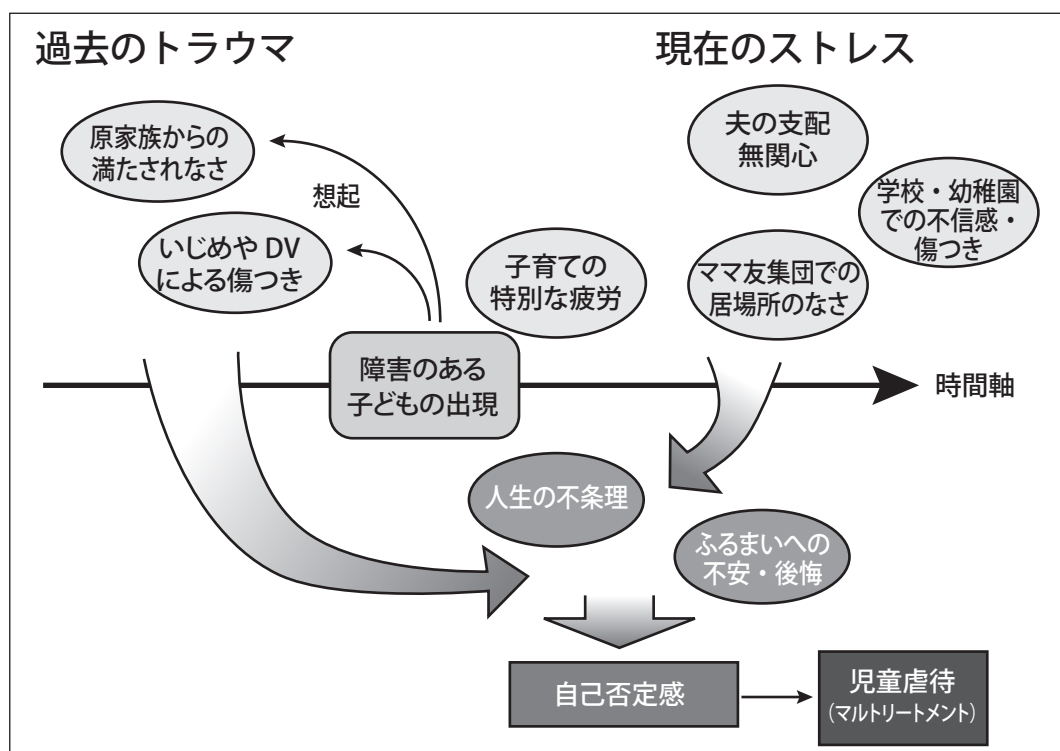 過去のトラウマ
現在のストレス
原家族からの
満たされなさ
想起
いじめや DV
による傷つき
子育ての
特別な疲労
夫の支配
無関心
学校・幼稚園
での不信感・
傷つき
ママ友集団での
居場所のなさ
障害のある
子どもの出現
時間軸
人生の不条理
ふるまいへの
不安・後悔
自己否定感
児童虐待
(マルトリートメント)